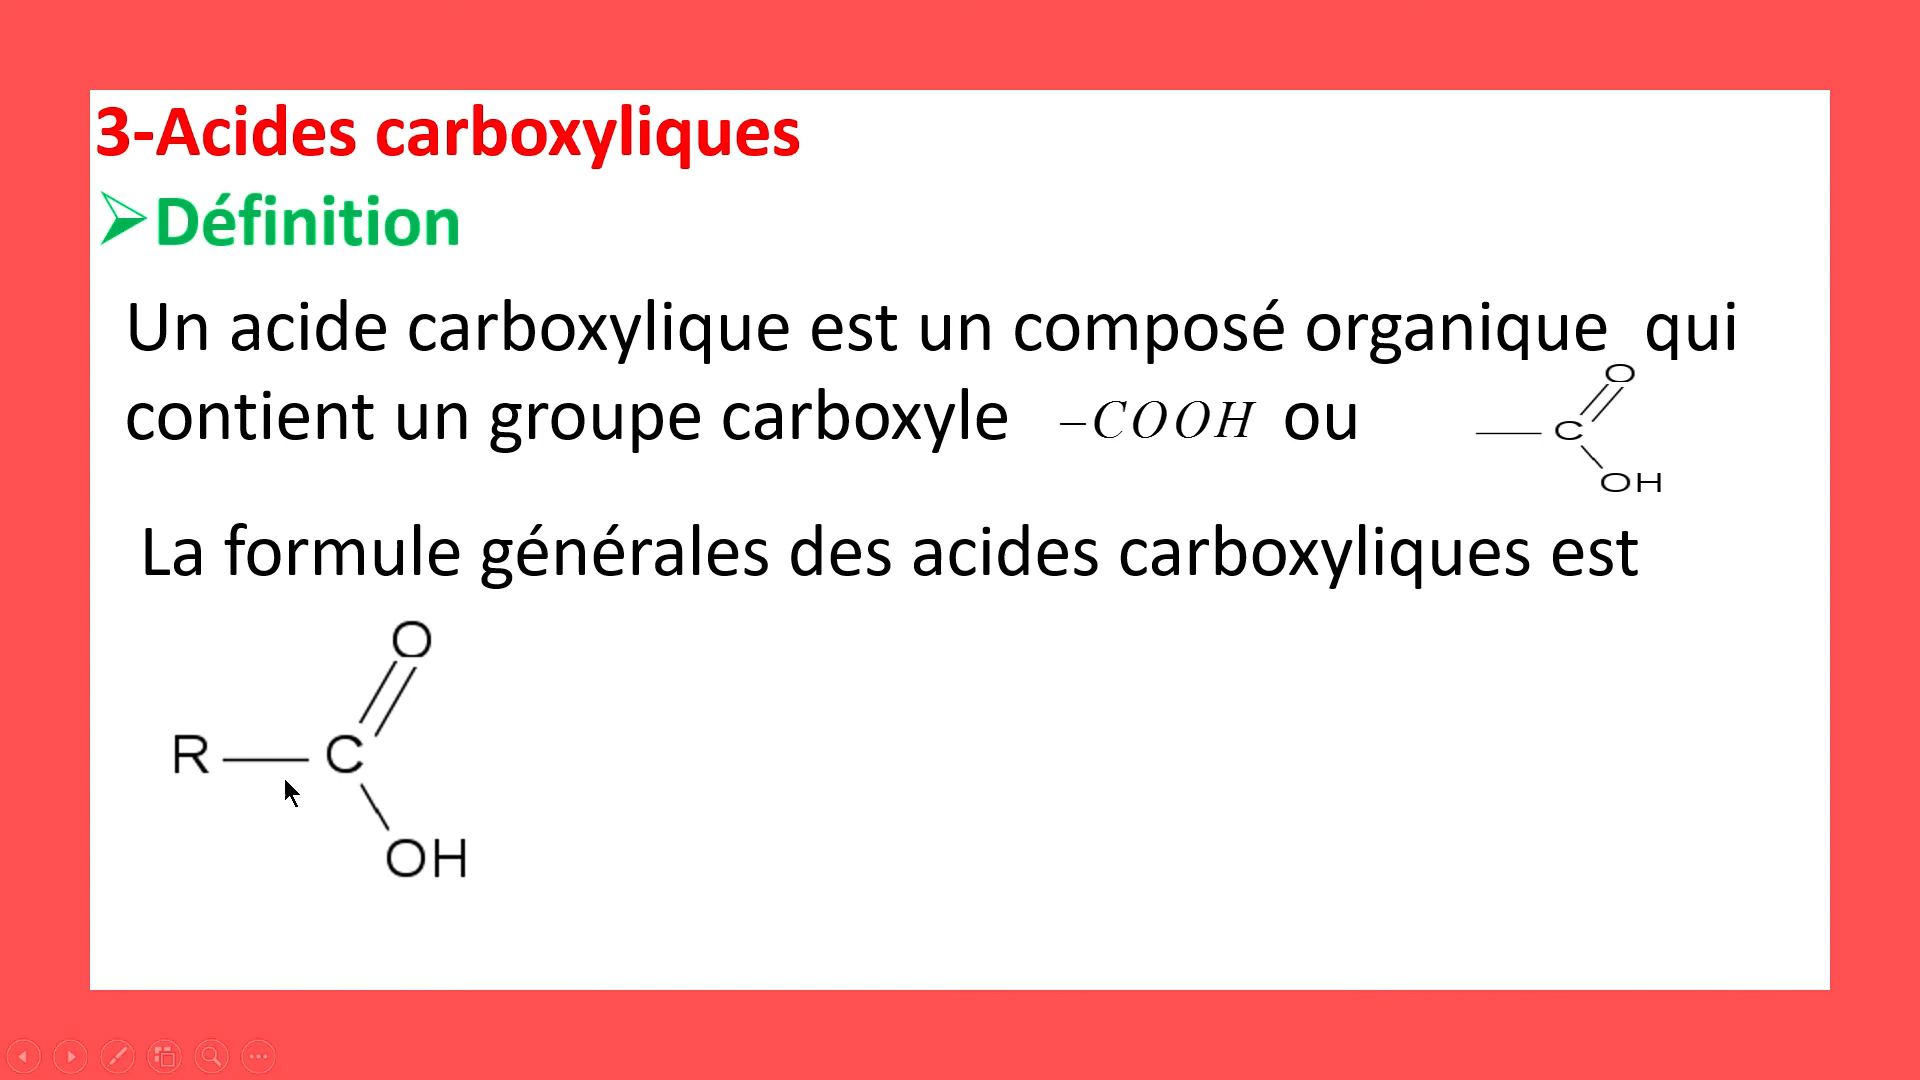 3-Acides carboxyliques
➢Définition
Un acide carboxylique est un composé organique qui
contient un groupe carboxyle –COOH ou
O
C
OH
La formule générales des acides carboxyliques est
O
R C
OH